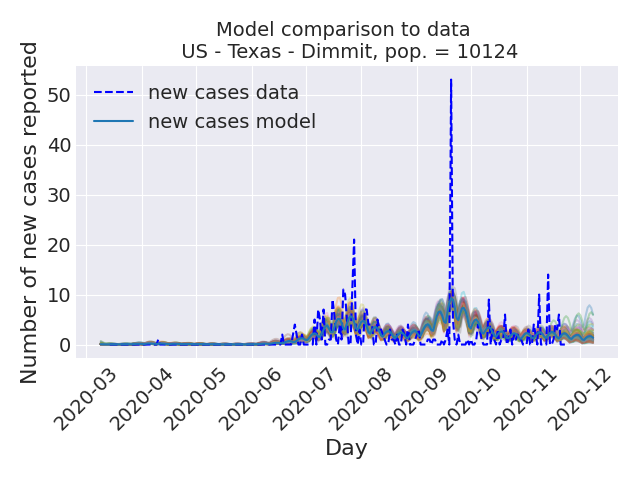 Model comparison to data
US - Texas - Dimmit, pop. = 10124
Number of new cases reported
50
40
30
20
10
0
new cases data
new cases model
2020-03
2020-04
2020-05
2020-06
2020-07
2020-08
2020-09
2020-10
2020-11
2020-12
Day